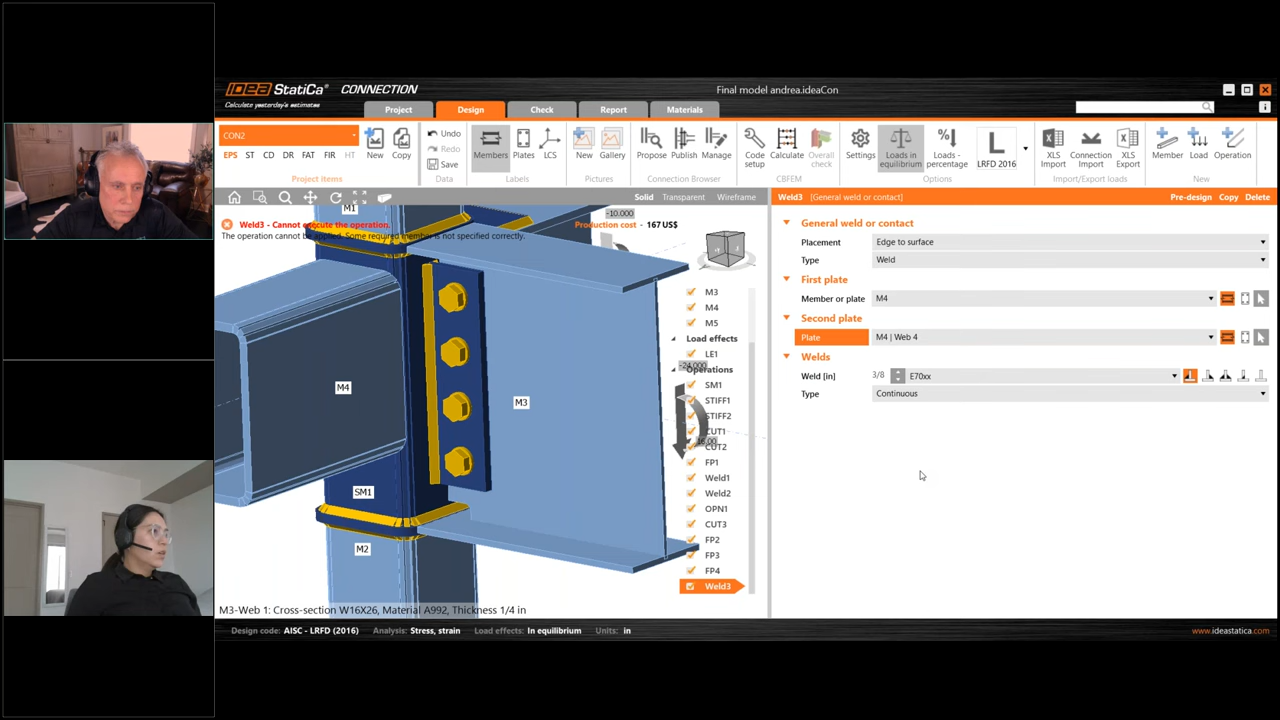 IDEA StatiCa® CONNECTION
Calculate yesterday's estimates
Final model andrea.ideaCon
Project Design Check Report Materials
CON2
EPS ST CD DR FAT FIR HT
New Copy
Undo
Redo
Save
Members Plates LCS
New Gallery
Propose Publish Manage
Code setup
Calculate
Overall check
Settings
Loads in equilibrium
Loads - percentage
LRFD 2016
XLS Import
Connection Import
XLS Export
Member Load Operation
Project items Data Labels Pictures Connection Browser CBFEM Options Import/Export loads New
Solid Transparent Wireframe
Weld3 - Cannot execute the operation.
The operation cannot be applied. Some required member is not specified correctly.
Production cost - 167 US$
-10.000
M1
M4
M3
SM1
M2
M3
M4
M5
Load effects
LE1
-24.000
Operations
SM1
STIFF1
STIFF2
CUT1
CUT2
FP1
Weld1
Weld2
OPN1
CUT3
FP2
FP3
FP4
Weld3
M3-Web 1: Cross-section W16X26, Material A992, Thickness 1/4 in
Weld3 [General weld or contact]
Pre-design Copy Delete
General weld or contact
Placement Edge to surface
Type Weld
First plate
Member or plate M4
Second plate
Plate M4 | Web 4
Welds
Weld [in] 3/8 E70xx
Type Continuous
Design code: AISC - LRFD (2016) Analysis: Stress, strain Load effects: In equilibrium Units: in
www.ideastatica.com